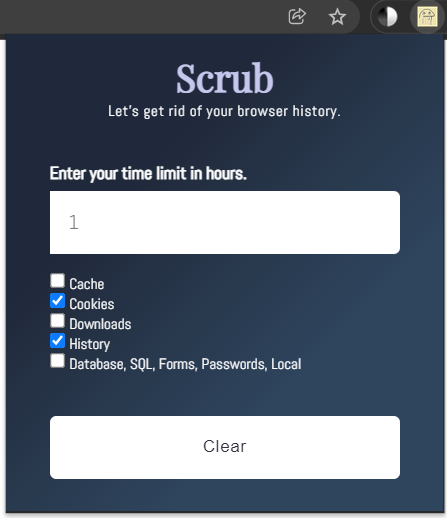 Scrub
Let's get rid of your browser history.
Enter your time limit in hours.
1
Cache
Cookies
Downloads
History
Database, SQL, Forms, Passwords, Local
Clear